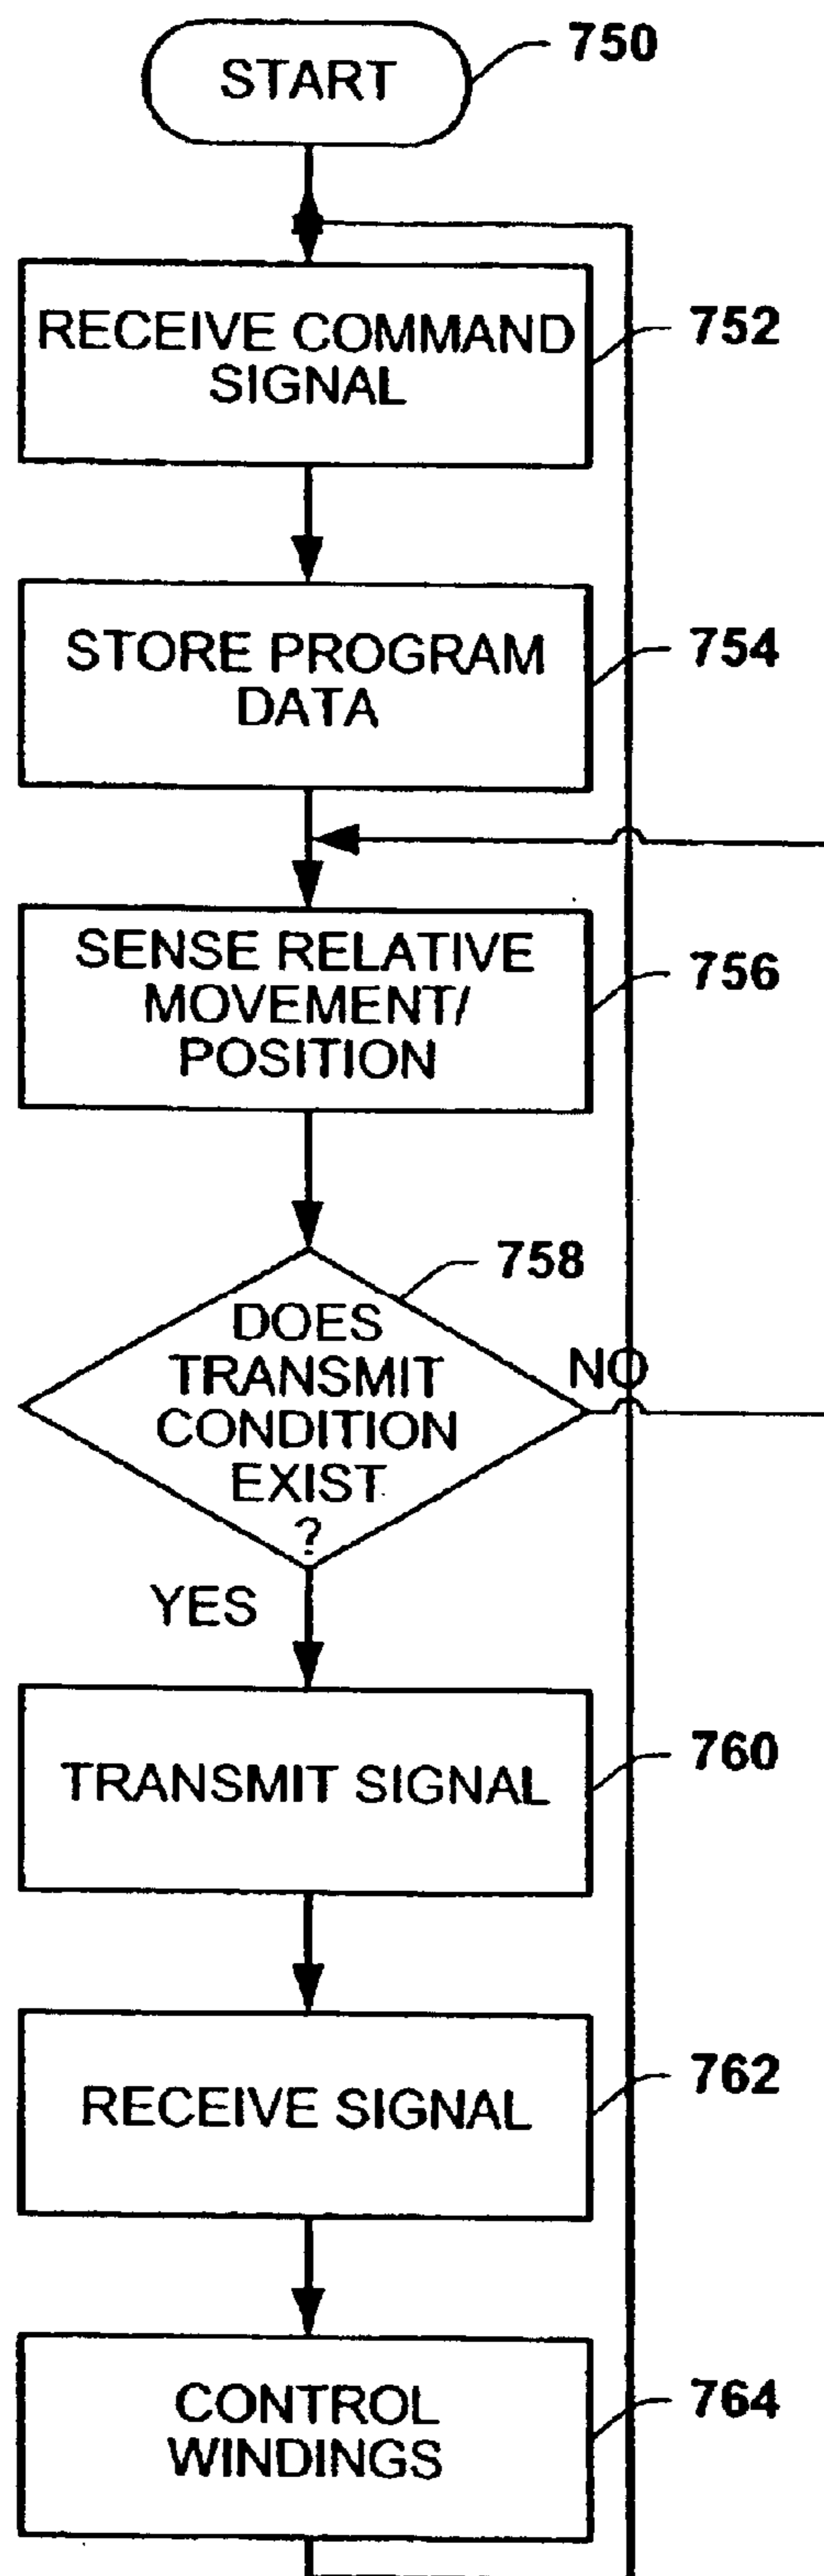 START
750
RECEIVE COMMAND
SIGNAL
752
STORE PROGRAM
DATA
754
SENSE RELATIVE
MOVEMENT/
POSITION
756
758
DOES
TRANSMIT
CONDITION
EXIST
?
NO
YES
TRANSMIT SIGNAL
760
RECEIVE SIGNAL
762
CONTROL
WINDINGS
764